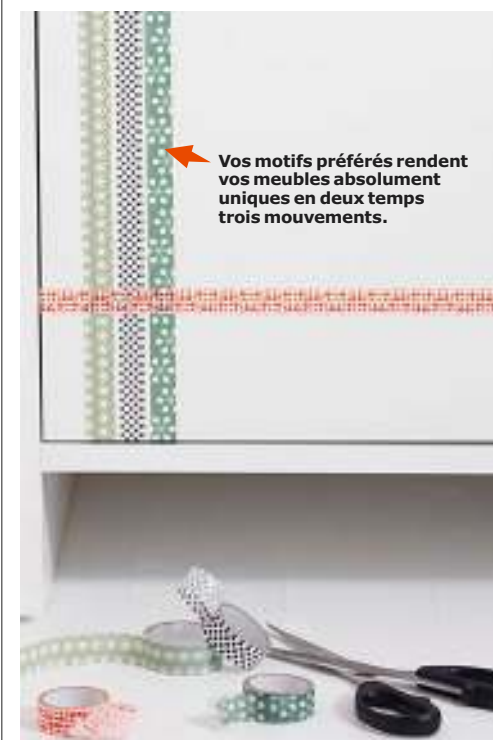 Vos motifs préférés rendent
vos meubles absolument
uniques en deux temps
trois mouvements.